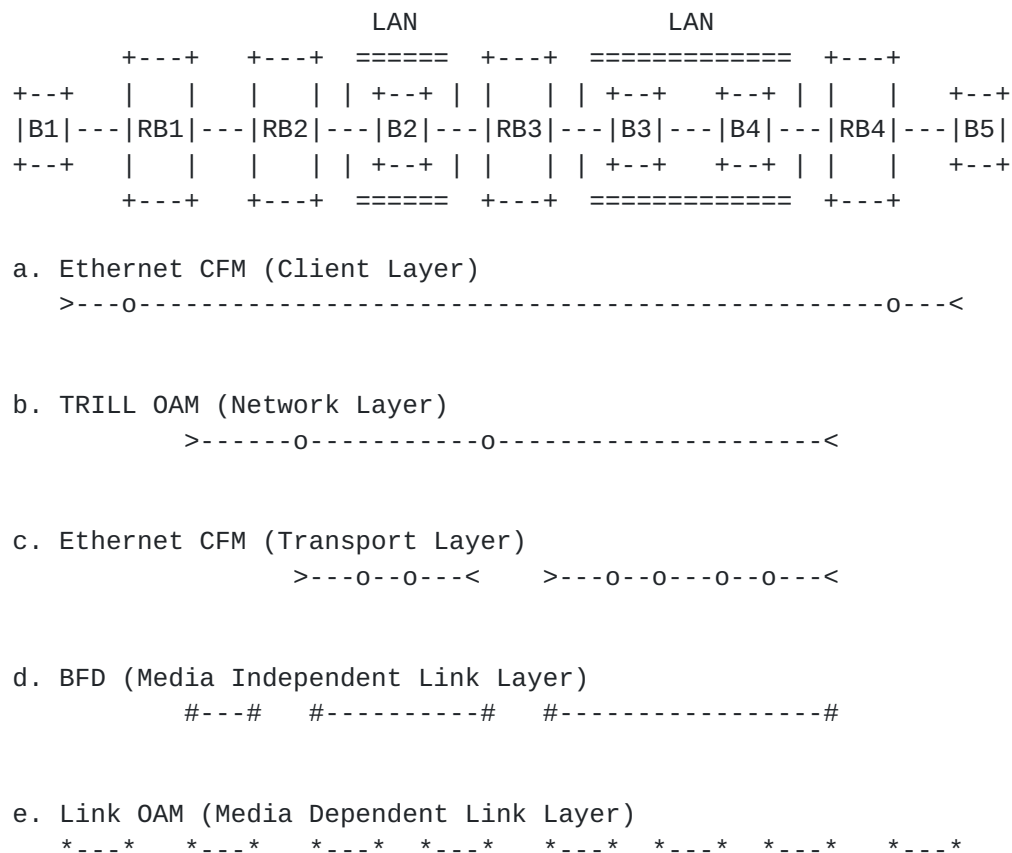 LAN                LAN
       +---+   +---+  ======  +---+  =============  +---+
+--+   |   |   |   | | +--+ | |   | | +--+   +--+ | |   |   +--+
|B1|---|RB1|---|RB2|---|B2|---|RB3|---|B3|---|B4|---|RB4|---|B5|
+--+   |   |   |   | | +--+ | |   | | +--+   +--+ | |   |   +--+
       +---+   +---+  ======  +---+  =============  +---+

a. Ethernet CFM (Client Layer)
   >---o------------------------------------------------o---<

b. TRILL OAM (Network Layer)
           >------o-----------o---------------------<

c. Ethernet CFM (Transport Layer)
                  >---o--o---<    >---o--o---o--o---<

d. BFD (Media Independent Link Layer)
           #---#   #----------#   #-----------------#

e. Link OAM (Media Dependent Link Layer)
   *---*   *---*   *---*  *---*   *---*  *---*  *---*   *---*